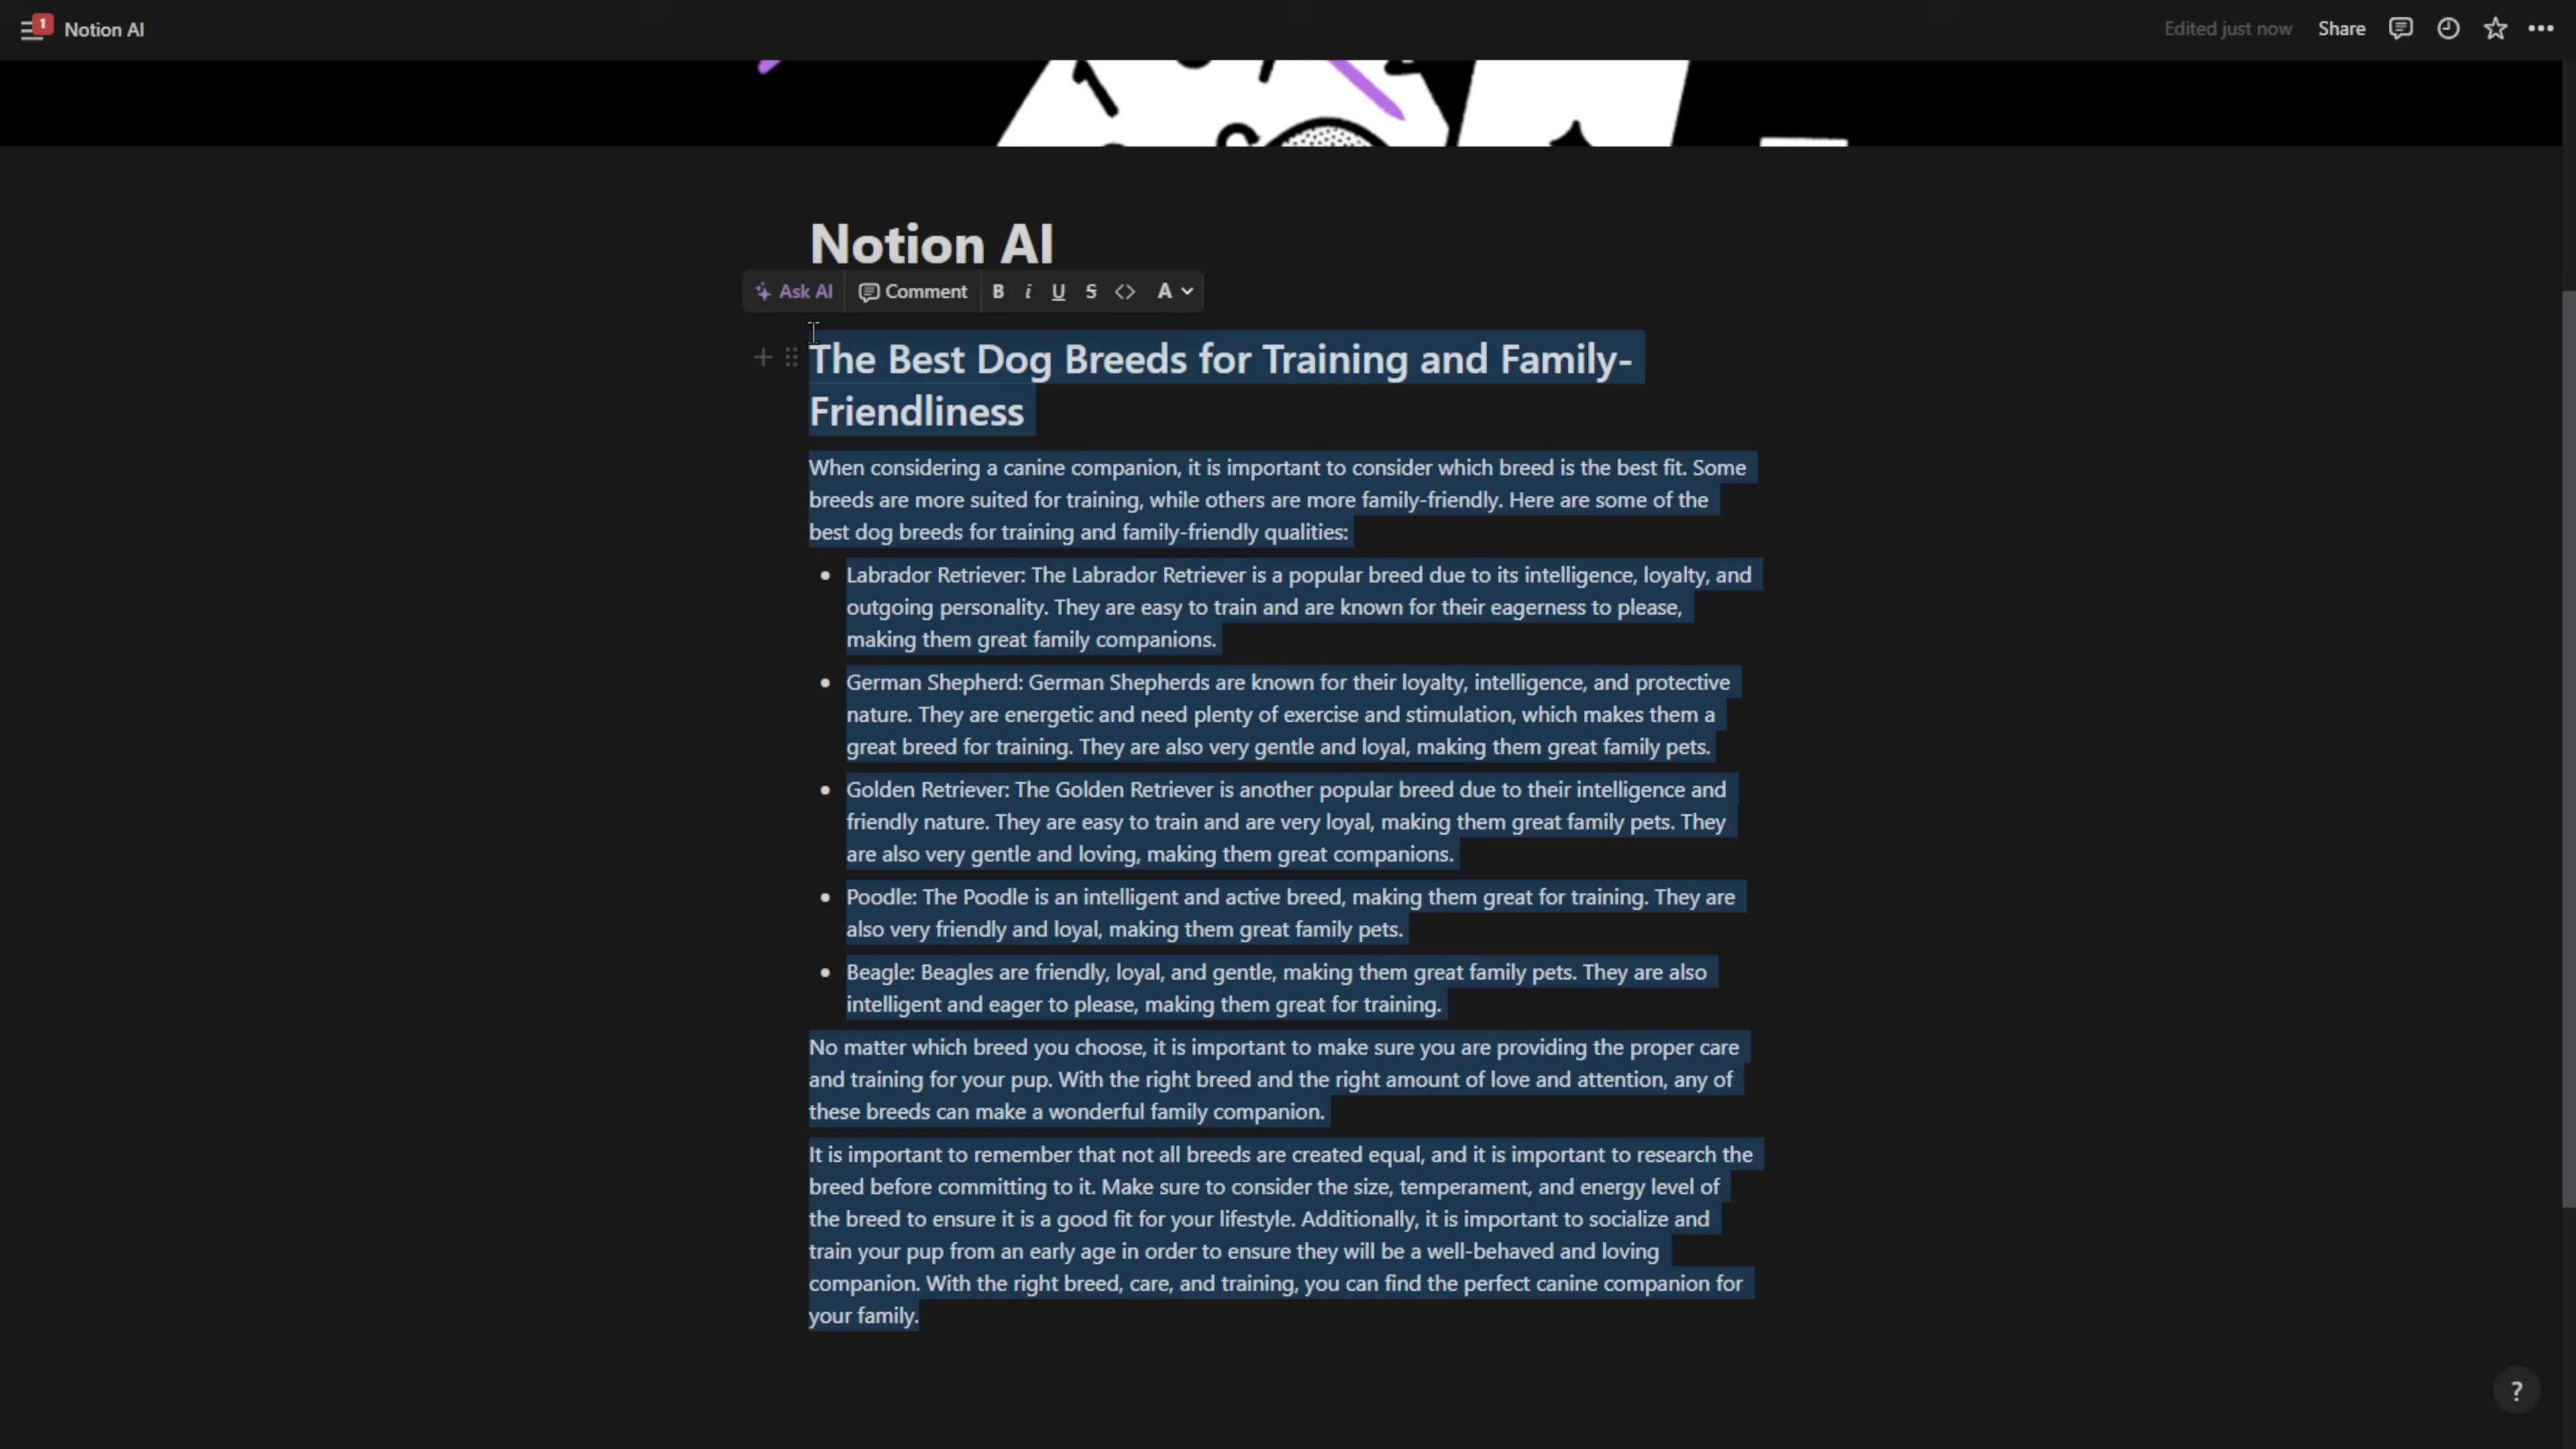 1
Notion AI
Edited just now
Share
Notion AI
Ask AI
Comment
B
i
U
S
<>
A
The Best Dog Breeds for Training and Family-
Friendliness
When considering a canine companion, it is important to consider which breed is the best fit. Some
breeds are more suited for training, while others are more family-friendly. Here are some of the
best dog breeds for training and family-friendly qualities:
• Labrador Retriever: The Labrador Retriever is a popular breed due to its intelligence, loyalty, and
outgoing personality. They are easy to train and are known for their eagerness to please,
making them great family companions.
• German Shepherd: German Shepherds are known for their loyalty, intelligence, and protective
nature. They are energetic and need plenty of exercise and stimulation, which makes them a
great breed for training. They are also very gentle and loyal, making them great family pets.
• Golden Retriever: The Golden Retriever is another popular breed due to their intelligence and
friendly nature. They are easy to train and are very loyal, making them great family pets. They
are also very gentle and loving, making them great companions.
• Poodle: The Poodle is an intelligent and active breed, making them great for training. They are
also very friendly and loyal, making them great family pets.
• Beagle: Beagles are friendly, loyal, and gentle, making them great family pets. They are also
intelligent and eager to please, making them great for training.
No matter which breed you choose, it is important to make sure you are providing the proper care
and training for your pup. With the right breed and the right amount of love and attention, any of
these breeds can make a wonderful family companion.
It is important to remember that not all breeds are created equal, and it is important to research the
breed before committing to it. Make sure to consider the size, temperament, and energy level of
the breed to ensure it is a good fit for your lifestyle. Additionally, it is important to socialize and
train your pup from an early age in order to ensure they will be a well-behaved and loving
companion. With the right breed, care, and training, you can find the perfect canine companion for
your family.
?